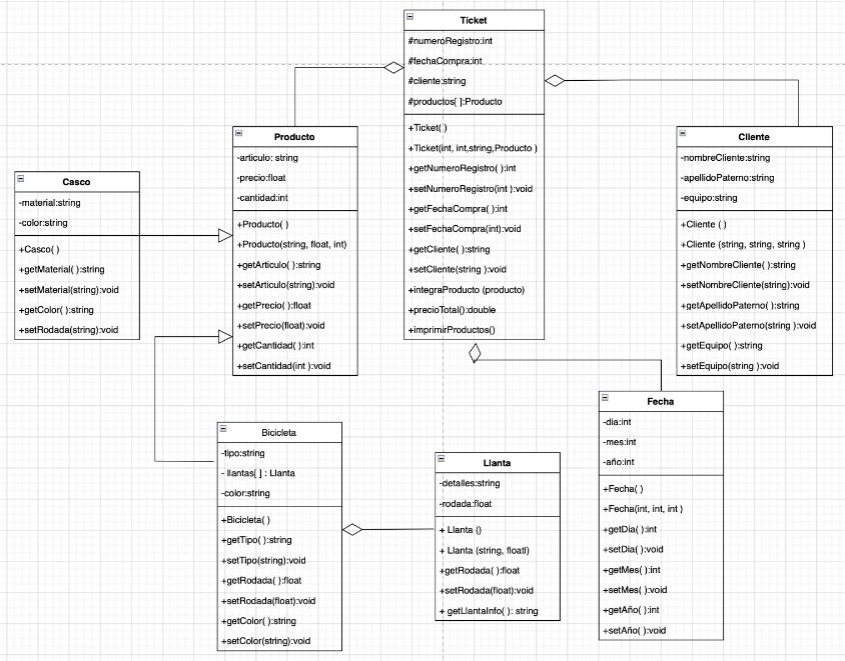 Ticket
#numeroRegistro:int
#fechaCompra:int
#cliente:string
#productos[ ]:Producto
+Ticket( )
+Ticket(int, int,string,Producto )
+getNumeroRegistro( ):int
+setNumeroRegistro(int ):void
+getFechaCompra( ):int
+setFechaCompra(int):void
+getCliente( ):string
+setCliente(string ):void
+integraProducto (producto)
+precioTotal():double
+imprimirProductos()
Producto
-articulo: string
-precio:float
-cantidad:int
+Producto( )
+Producto(string, float, int)
+getArticulo( ):string
+setArticulo(string):void
+getPrecio( ):float
+setPrecio(float):void
+getCantidad( ):int
+setCantidad(int ):void
Cliente
-nombreCliente:string
-apellidoPaterno:string
-equipo:string
+Cliente ( )
+Cliente (string, string, string )
+getNombreCliente( ):string
+setNombreCliente(string):void
+getApellidoPaterno( ):string
+setApellidoPaterno(string ):void
+getEquipo( ):string
+setEquipo(string ):void
Casco
-material:string
-color:string
+Casco( )
+getMaterial( ):string
+setMaterial(string):void
+getColor( ):string
+setRodada(string):void
Bicicleta
-tipo:string
- llantas[ ] : Llanta
-color:string
+Bicicleta( )
+getTipo( ):string
+setTipo(string):void
+getRodada( ):float
+setRodada(float):void
+getColor( ):string
+setColor(string):void
Llanta
-detalles:string
-rodada:float
+ Llanta ()
+ Llanta (string, floatl)
+getRodada( ):float
+setRodada(float):void
+ getLlantaInfo( ): string
Fecha
-dia:int
-mes:int
-año:int
+Fecha( )
+Fecha(int, int, int )
+getDia( ):int
+setDia( ):void
+getMes( ):int
+setMes( ):void
+getAño( ):int
+setAño( ):void